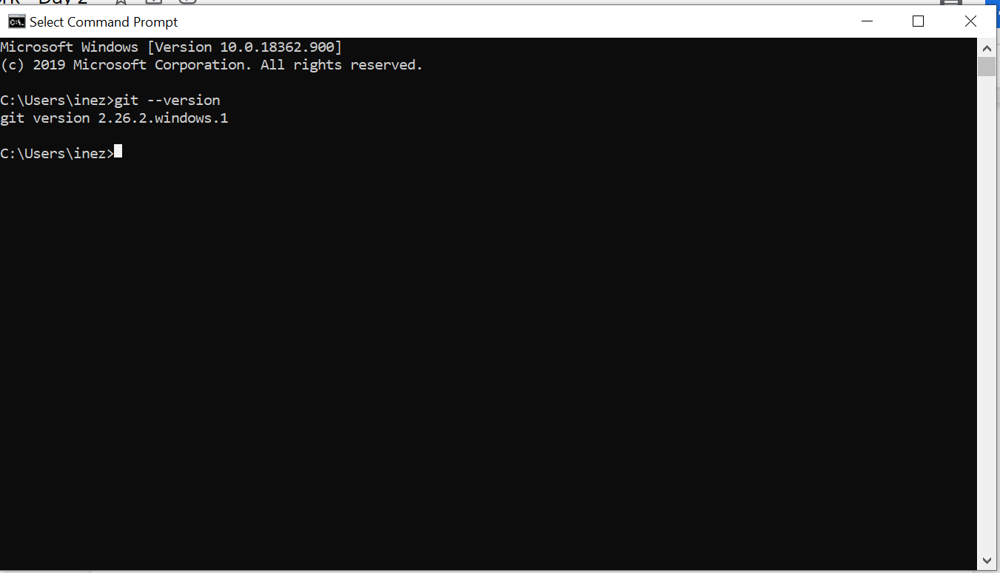 Day 2
Select Command Prompt
Microsoft Windows [Version 10.0.18362.900]
(c) 2019 Microsoft Corporation. All rights reserved.
C:\Users\inez>git --version
git version 2.26.2.windows.1
C:\Users\inez>